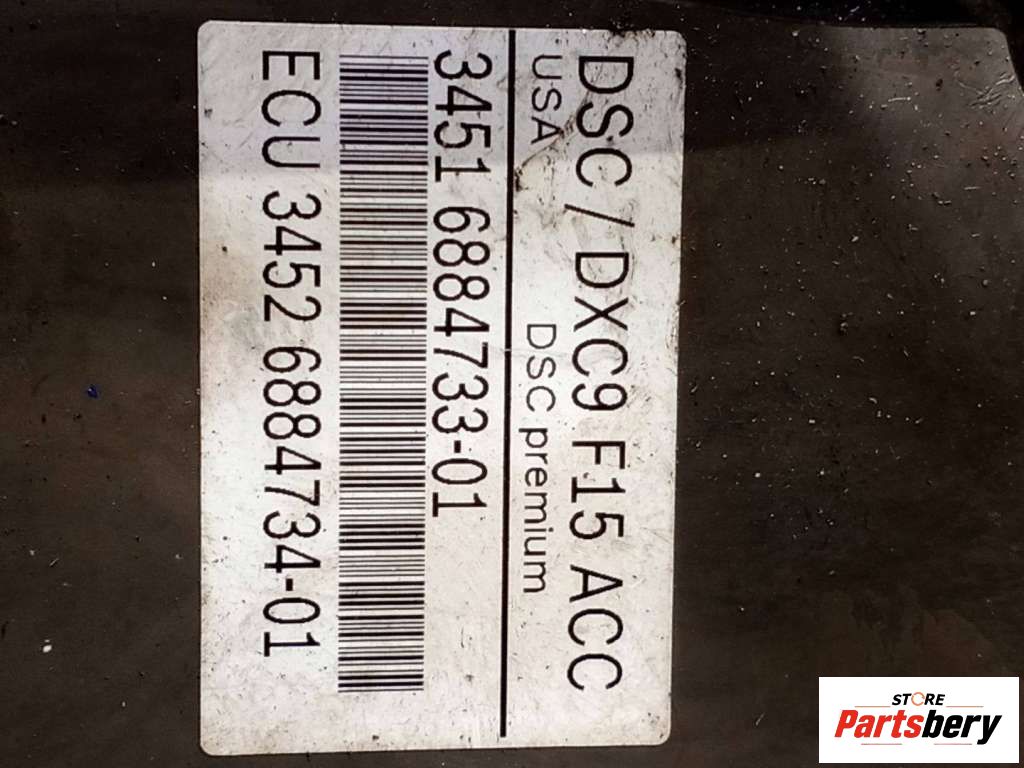 DSC / DXC9 F15 ACC
USA DSC premium
3451 6884733-01
ECU 3452 6884734-01
STORE
Partsbery